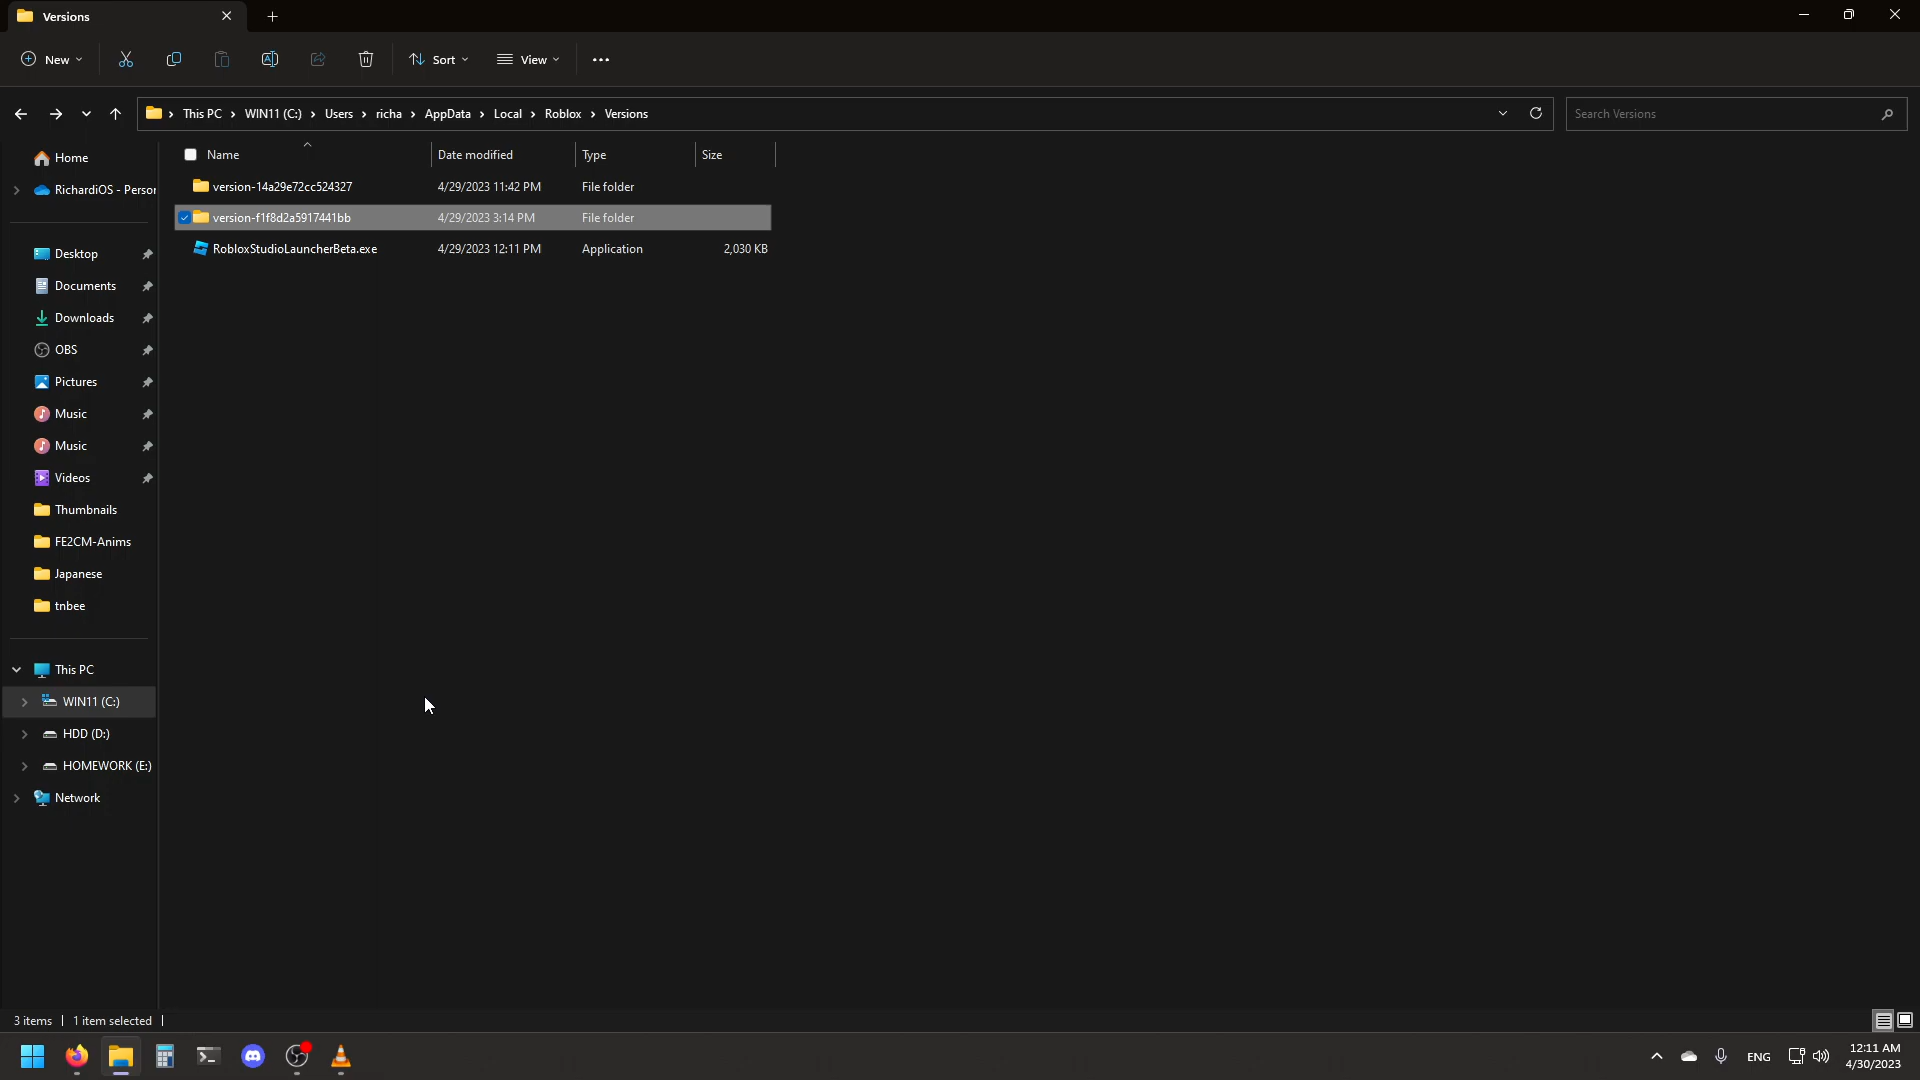 Versions
New
Sort
View
This PC
WIN11 (C:)
Users
richa
AppData
Local
Roblox
Versions
Search Versions
Name
Date modified
Type
Size
version-14a29e72cc524327 4/29/2023 11:42 PM File folder
version-f1f8d2a5917441bb 4/29/2023 3:14 PM File folder
RobloxStudioLauncherBeta.exe 4/29/2023 12:11 PM Application 2,030 KB
Home
RichardiOS - Persor
Desktop
Documents
Downloads
OBS
Pictures
Music
Music
Videos
Thumbnails
FE2CM-Anims
Japanese
tnbee
This PC
WIN11 (C:)
HDD (D:)
HOMEWORK (E:)
Network
3 items
1 item selected
ENG
12:11 AM
4/30/2023